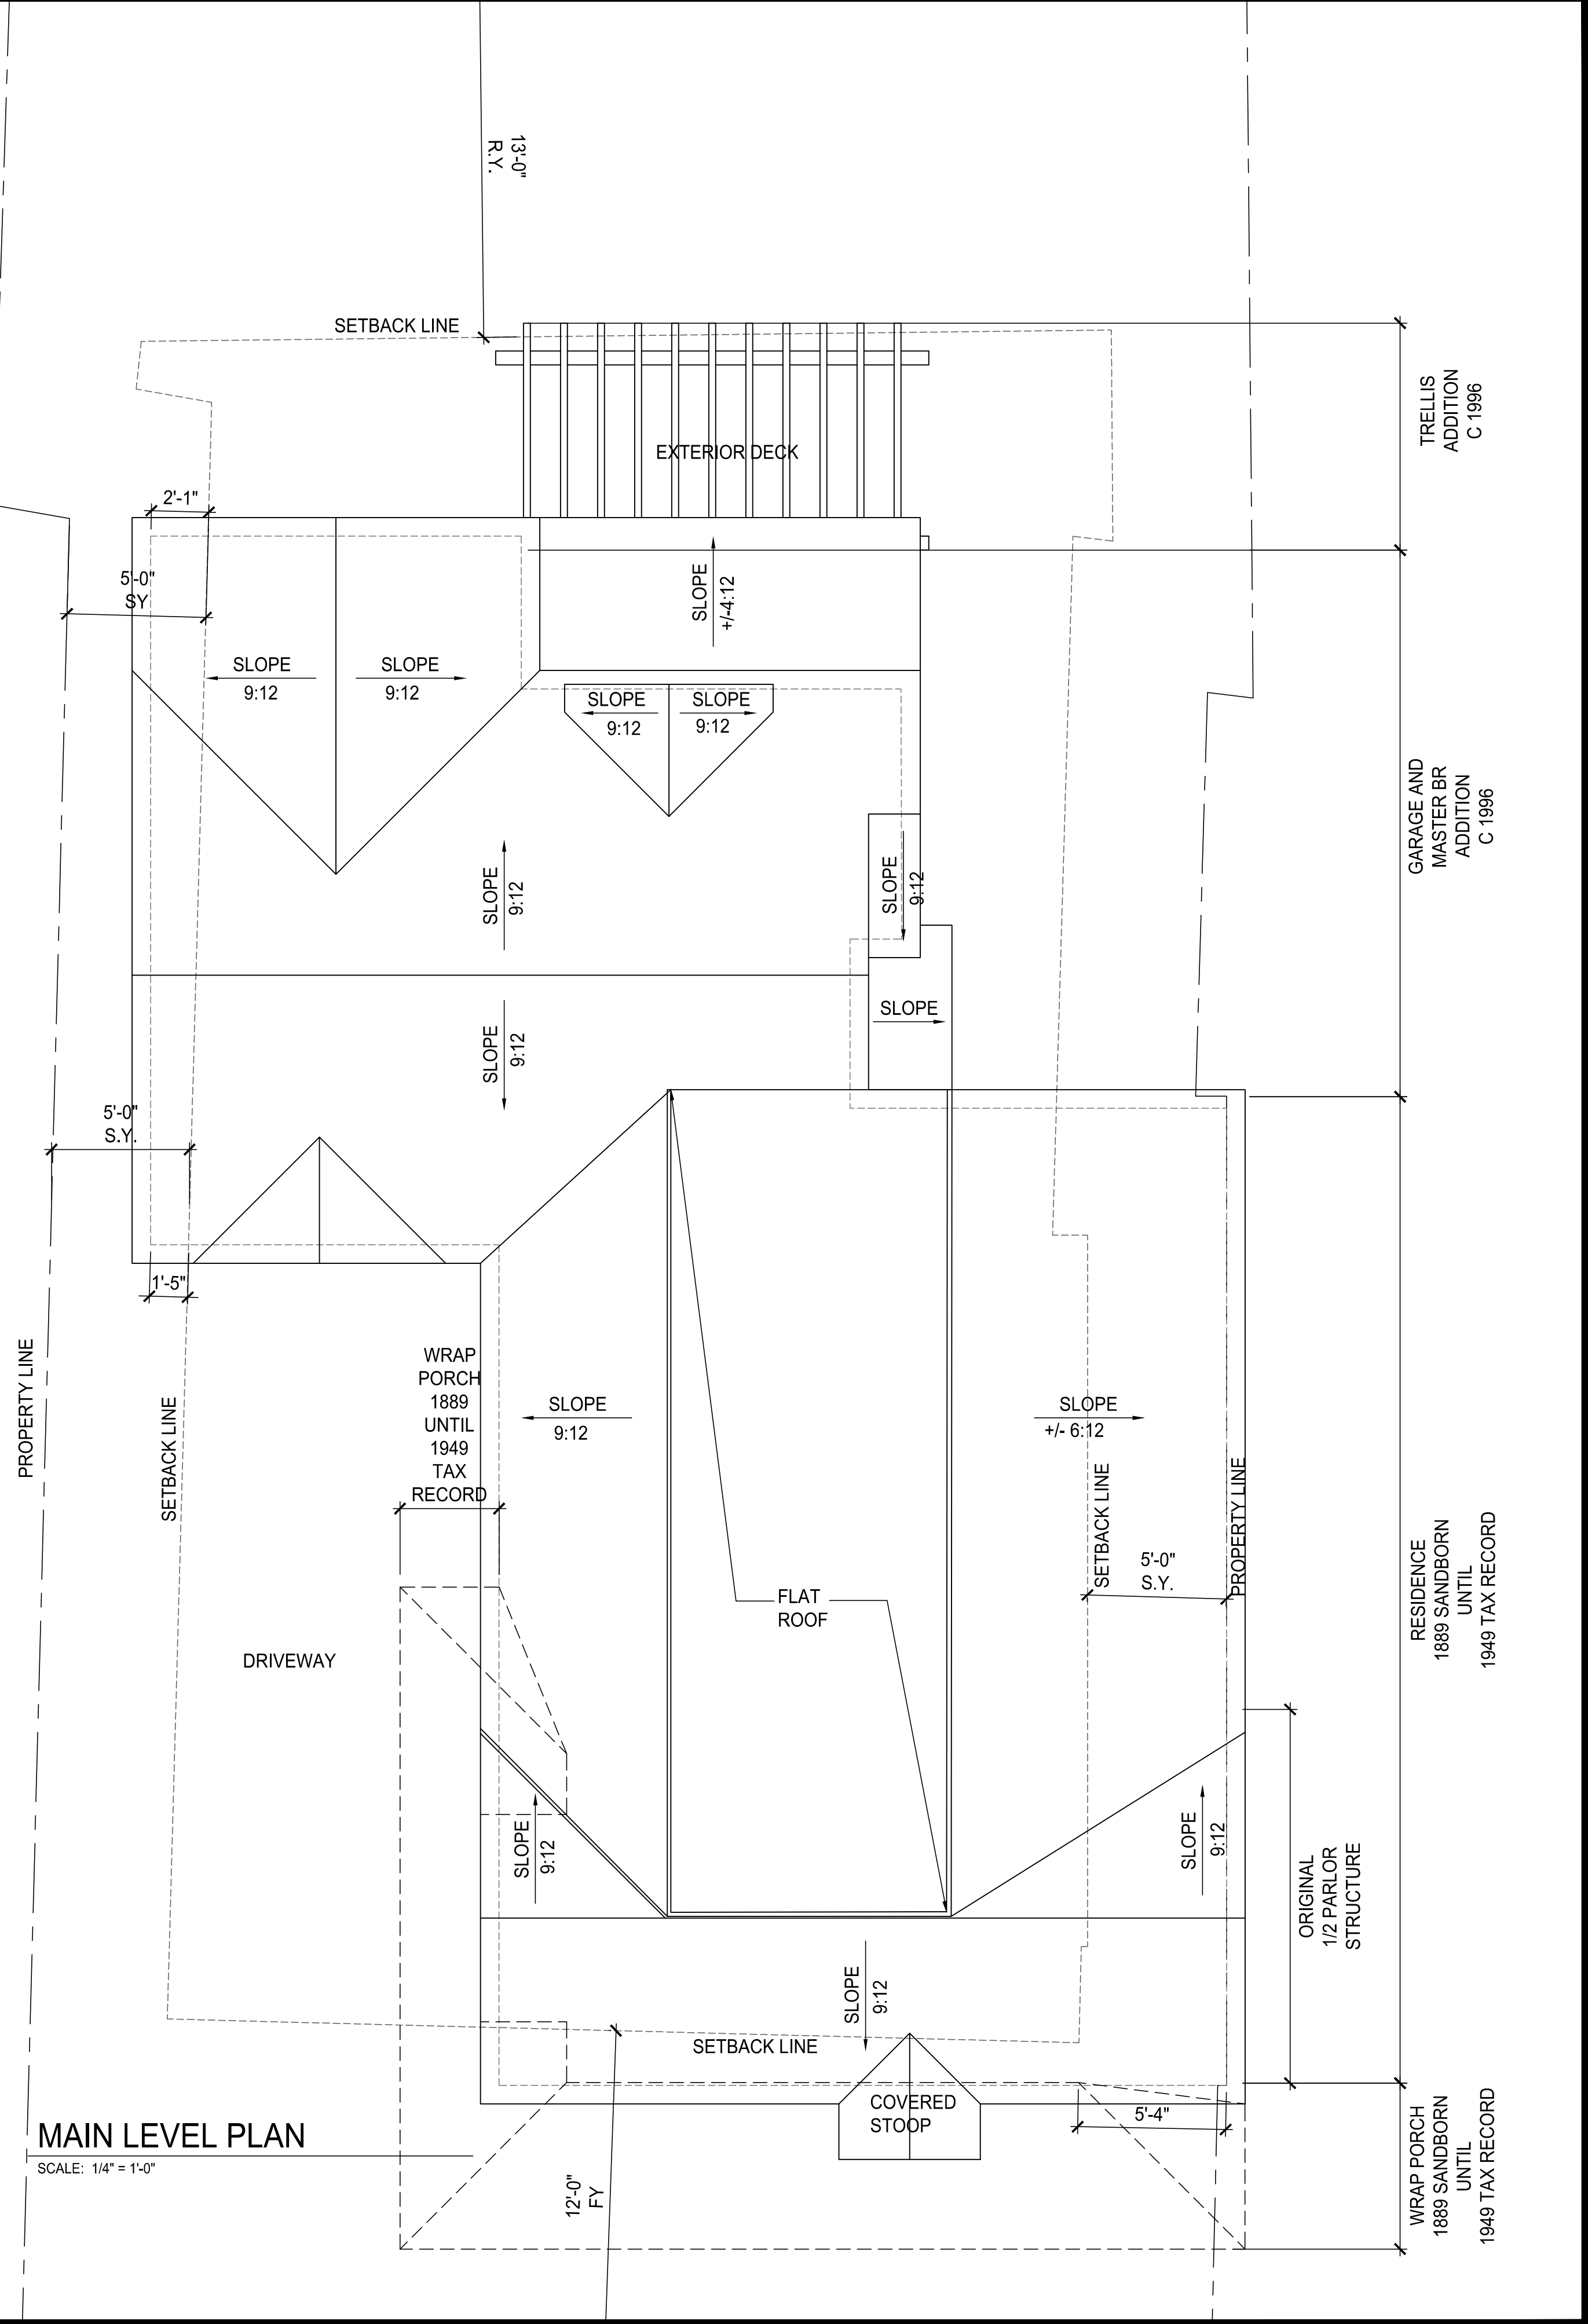 13'-0"
R.Y.
SETBACK LINE
TRELLIS
ADDITION
C 1996
EXTERIOR DECK
2'-1"
5'-0"
SY
SLOPE
+/-4:12
SLOPE
9:12
SLOPE
9:12
SLOPE
9:12
SLOPE
9:12
GARAGE AND
MASTER BR
ADDITION
C 1996
SLOPE
9:12
SLOPE
9:12
SLOPE
SLOPE
9:12
5'-0"
S.Y.
1'-5"
PROPERTY LINE
SETBACK LINE
WRAP
PORCH
1889
UNTIL
1949
TAX
RECORD
SLOPE
9:12
SLOPE
+/- 6:12
SETBACK LINE
PROPERTY LINE
5'-0"
S.Y.
RESIDENCE
1889 SANDBORN
UNTIL
1949 TAX RECORD
FLAT
ROOF
DRIVEWAY
SLOPE
9:12
SLOPE
9:12
ORIGINAL
1/2 PARLOR
STRUCTURE
SLOPE
9:12
SETBACK LINE
COVERED
STOOP
5'-4"
12'-0"
FY
WRAP PORCH
1889 SANDBORN
UNTIL
1949 TAX RECORD
MAIN LEVEL PLAN
SCALE: 1/4" = 1'-0"